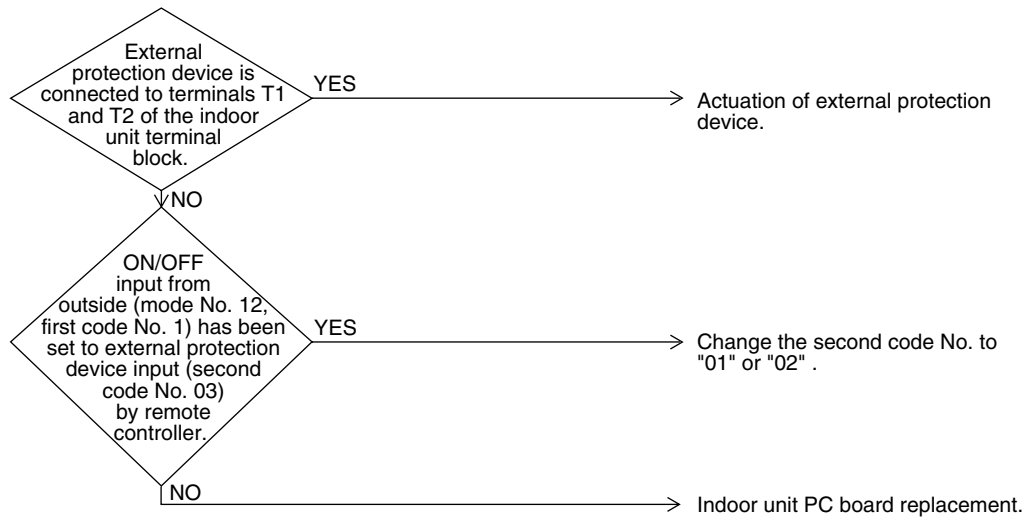 External
protection device is
connected to terminals T1
and T2 of the indoor
unit terminal
block.
YES
Actuation of external protection
device.
NO
ON/OFF
input from
outside (mode No. 12,
first code No. 1) has been
set to external protection
device input (second
code No. 03)
by remote
controller.
YES
Change the second code No. to
"01" or "02" .
NO
Indoor unit PC board replacement.